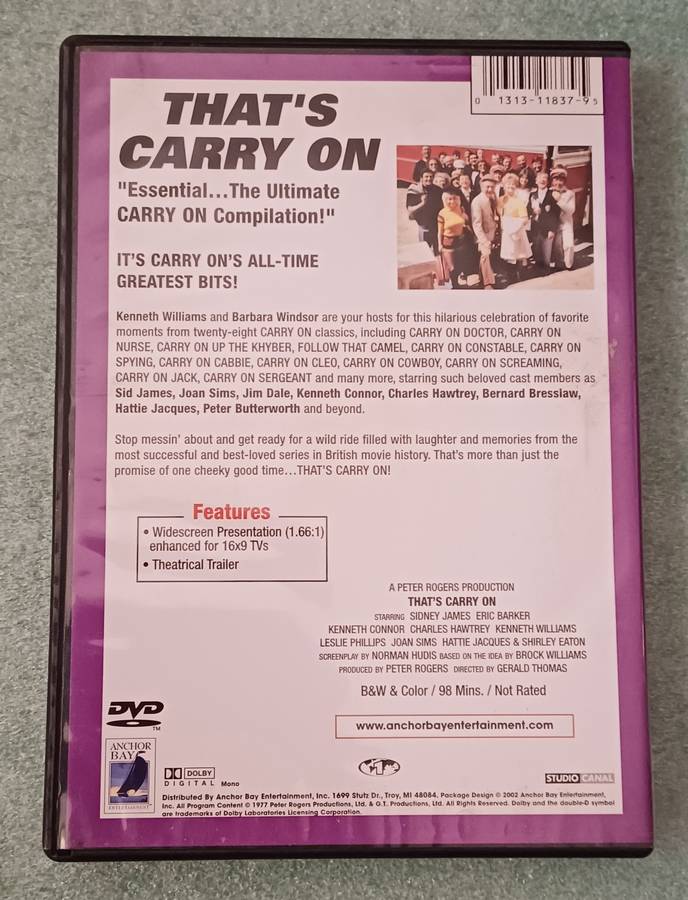 0 1313-11837-9 5
THAT'S
CARRY ON
"Essential...The Ultimate
CARRY ON Compilation!"
IT'S CARRY ON'S ALL-TIME
GREATEST BITS!
Kenneth Williams and Barbara Windsor are your hosts for this hilarious celebration of favorite
moments from twenty-eight CARRY ON classics, including CARRY ON DOCTOR, CARRY ON
NURSE, CARRY ON UP THE KHYBER, FOLLOW THAT CAMEL, CARRY ON CONSTABLE, CARRY ON
SPYING, CARRY ON CABBIE, CARRY ON CLEO, CARRY ON COWBOY, CARRY ON SCREAMING,
CARRY ON JACK, CARRY ON SERGEANT and many more, starring such beloved cast members as
Sid James, Joan Sims, Jim Dale, Kenneth Connor, Charles Hawtrey, Bernard Bresslaw,
Hattie Jacques, Peter Butterworth and beyond.
Stop messin' about and get ready for a wild ride filled with laughter and memories from the
most successful and best-loved series in British movie history. That's more than just the
promise of one cheeky good time...THAT'S CARRY ON!
Features
• Widescreen Presentation (1.66:1)
enhanced for 16x9 TVs
• Theatrical Trailer
A PETER ROGERS PRODUCTION
THAT'S CARRY ON
STARRING SIDNEY JAMES ERIC BARKER
KENNETH CONNOR CHARLES HAWTREY KENNETH WILLIAMS
LESLIE PHILLIPS JOAN SIMS HATTIE JACQUES & SHIRLEY EATON
SCREENPLAY BY NORMAN HUDIS BASED ON THE IDEA BY BROCK WILLIAMS
PRODUCED BY PETER ROGERS DIRECTED BY GERALD THOMAS
B&W & Color / 98 Mins. / Not Rated
www.anchorbayentertainment.com
DVD
TM
ANCHOR
BAY
ENTERTAINMENT
DOLBY
DIGITAL Mono
STUDIO CANAL
Distributed By Anchor Bay Entertainment, Inc. 1699 Stutz Dr., Troy, MI 48084. Package Design © 2002 Anchor Bay Entertainment,
Inc. All Program Content © 1977 Peter Rogers Productions, Ltd. & G.T. Productions, Ltd. All Rights Reserved. Dolby and the double-D symbol
are trademarks of Dolby Laboratories Licensing Corporation.